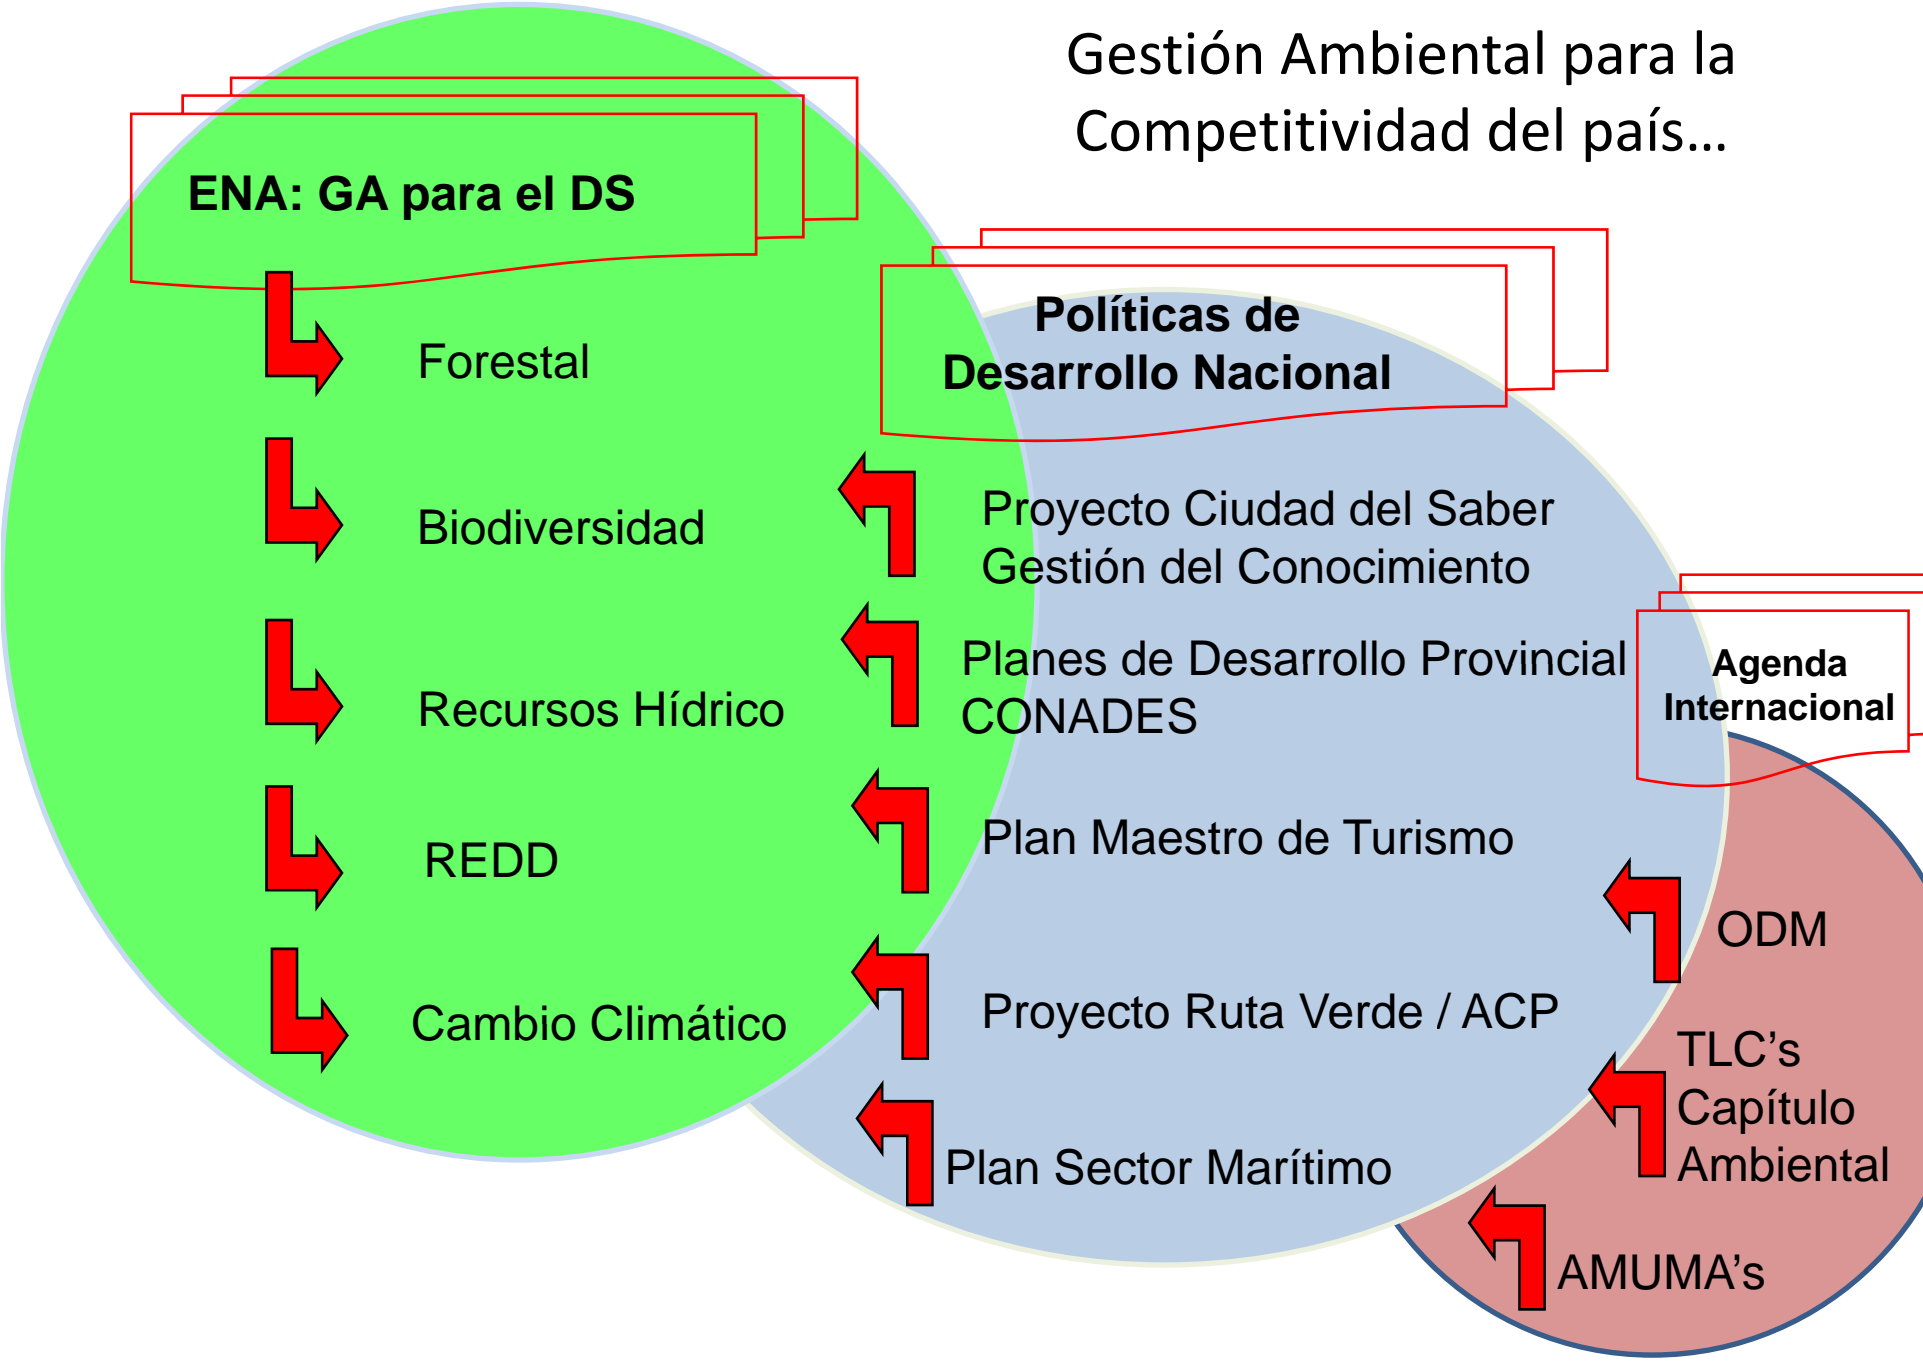 Gestión Ambiental para la
Competitividad del país...
ENA: GA para el DS
Forestal
Biodiversidad
Recursos Hídrico
REDD
Cambio Climático
Políticas de
Desarrollo Nacional
Proyecto Ciudad del Saber
Gestión del Conocimiento
Planes de Desarrollo Provincial
CONADES
Plan Maestro de Turismo
Proyecto Ruta Verde / ACP
Plan Sector Marítimo
Agenda
Internacional
ODM
TLC’s
Capítulo
Ambiental
AMUMA’s